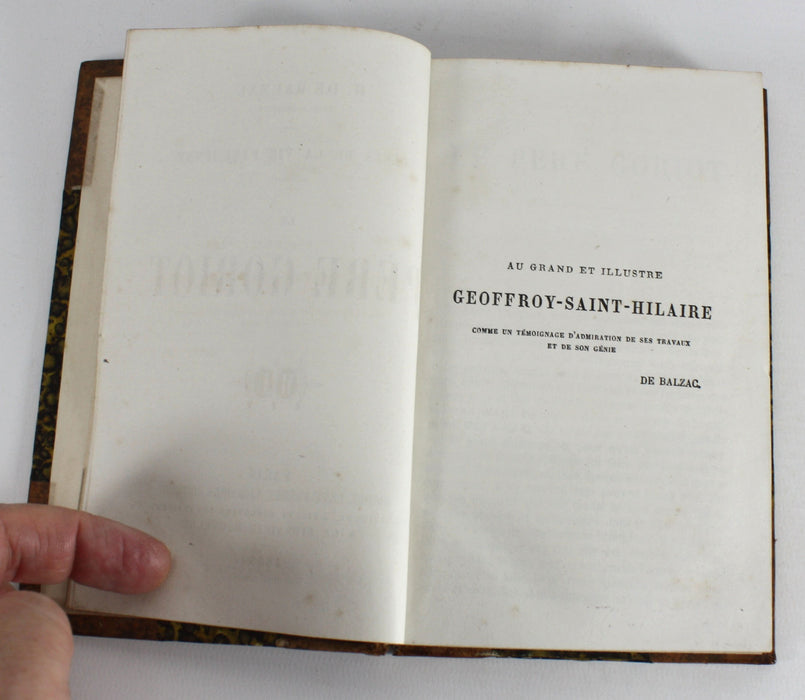 AU GRAND ET ILLUSTRE
GEOFFROY-SAINT-HILAIRE
COMME UN TÉMOIGNAGE D'ADMIRATION DE SES TRAVAUX
ET DE SON GÉNIE
DE BALZAC.